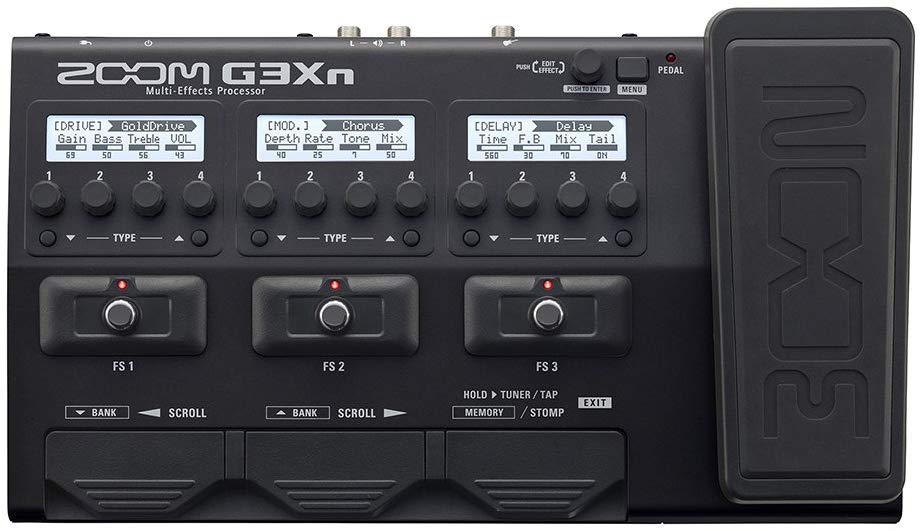 L R
PUSH EDIT EFFECT
PUSH TO ENTER
MENU
PEDAL
ZOOM G3Xn
Multi-Effects Processor
[DRIVE] GoldDrive
Gain Bass Treble VOL
69 50 56 43
[MOD.] Chorus
Depth Rate Tone Mix
40 25 7 50
[DELAY] Delay
Time F.B Mix Tail
560 30 70 ON
1 2 3 4
1 2 3 4
1 2 3 4
▼ TYPE ▲
▼ TYPE ▲
▼ TYPE ▲
FS 1
FS 2
FS 3
▼ BANK ◀ SCROLL
▲ BANK SCROLL ▶
HOLD ▶ TUNER / TAP
MEMORY / STOMP
EXIT
ZOOM